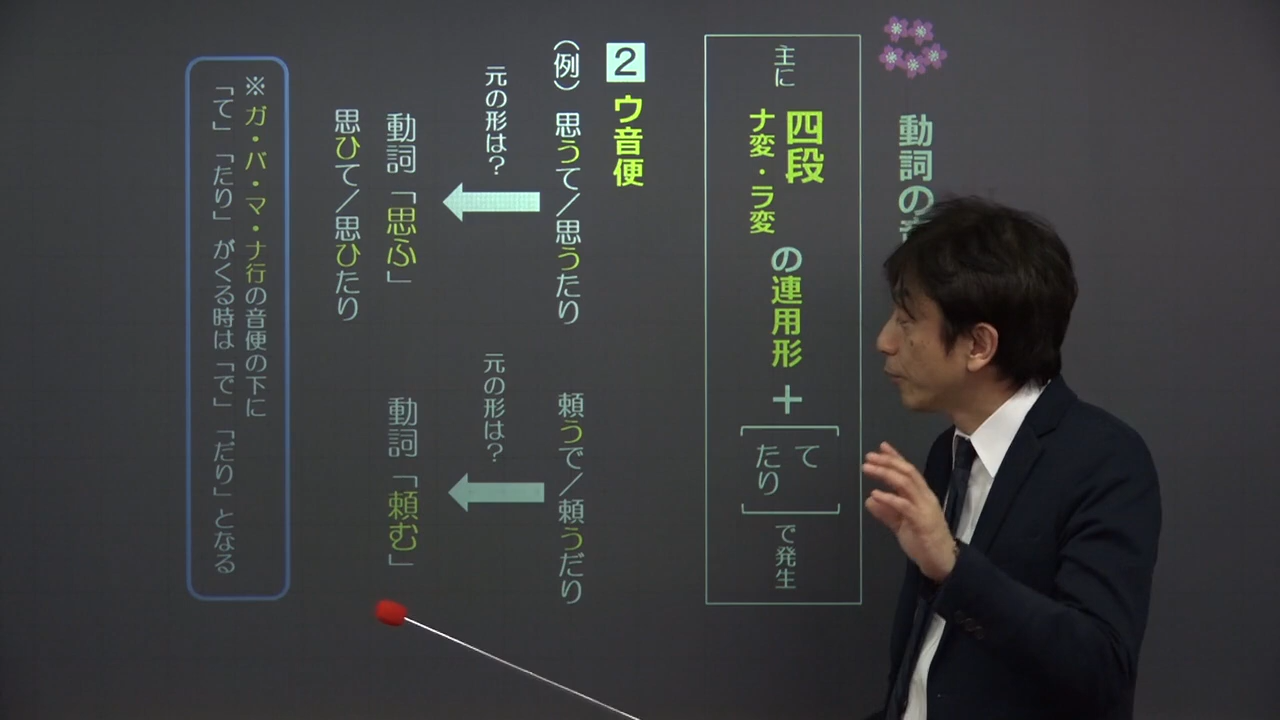 動詞の音
主に
四段
ナ変・ラ変
の連用形
＋
て
たり
で発生
2 ウ音便
（例） 思うて／思うたり
頼うで／頼うだり
元の形は？
元の形は？
動詞「思ふ」
動詞「頼む」
思ひて／思ひたり
※ガ・バ・マ・ナ行の音便の下に
「て」「たり」がくる時は「で」「だり」となる